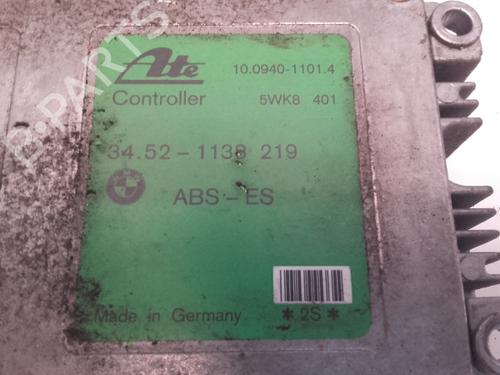 B-PARTS
Ate 10.0940-1101.4
Controller 5WK8 401
34.52-1138 219
ABS-ES
Made in Germany * 2S *